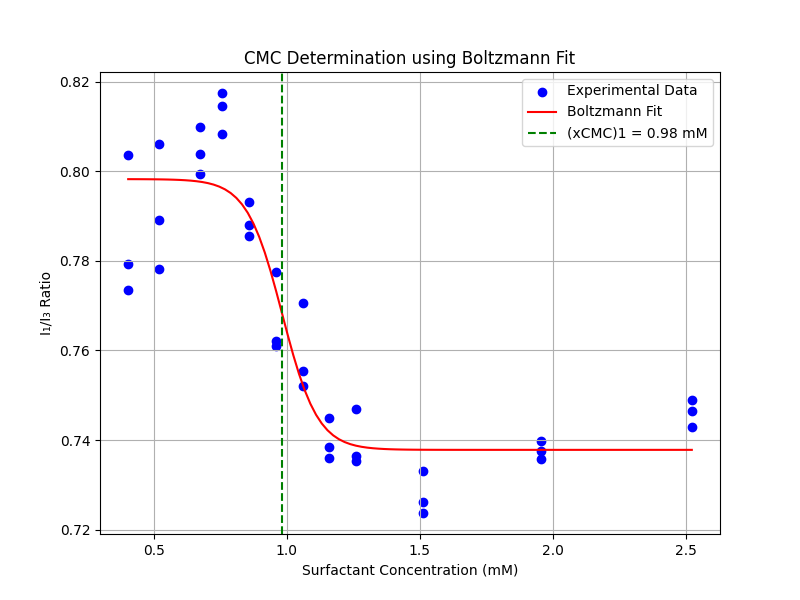 CMC Determination using Boltzmann Fit
Experimental Data
Boltzmann Fit
(xCMC)1 = 0.98 mM
0.82
0.80
0.78
0.76
0.74
0.72
I₁/I₃ Ratio
0.5
1.0
1.5
2.0
2.5
Surfactant Concentration (mM)